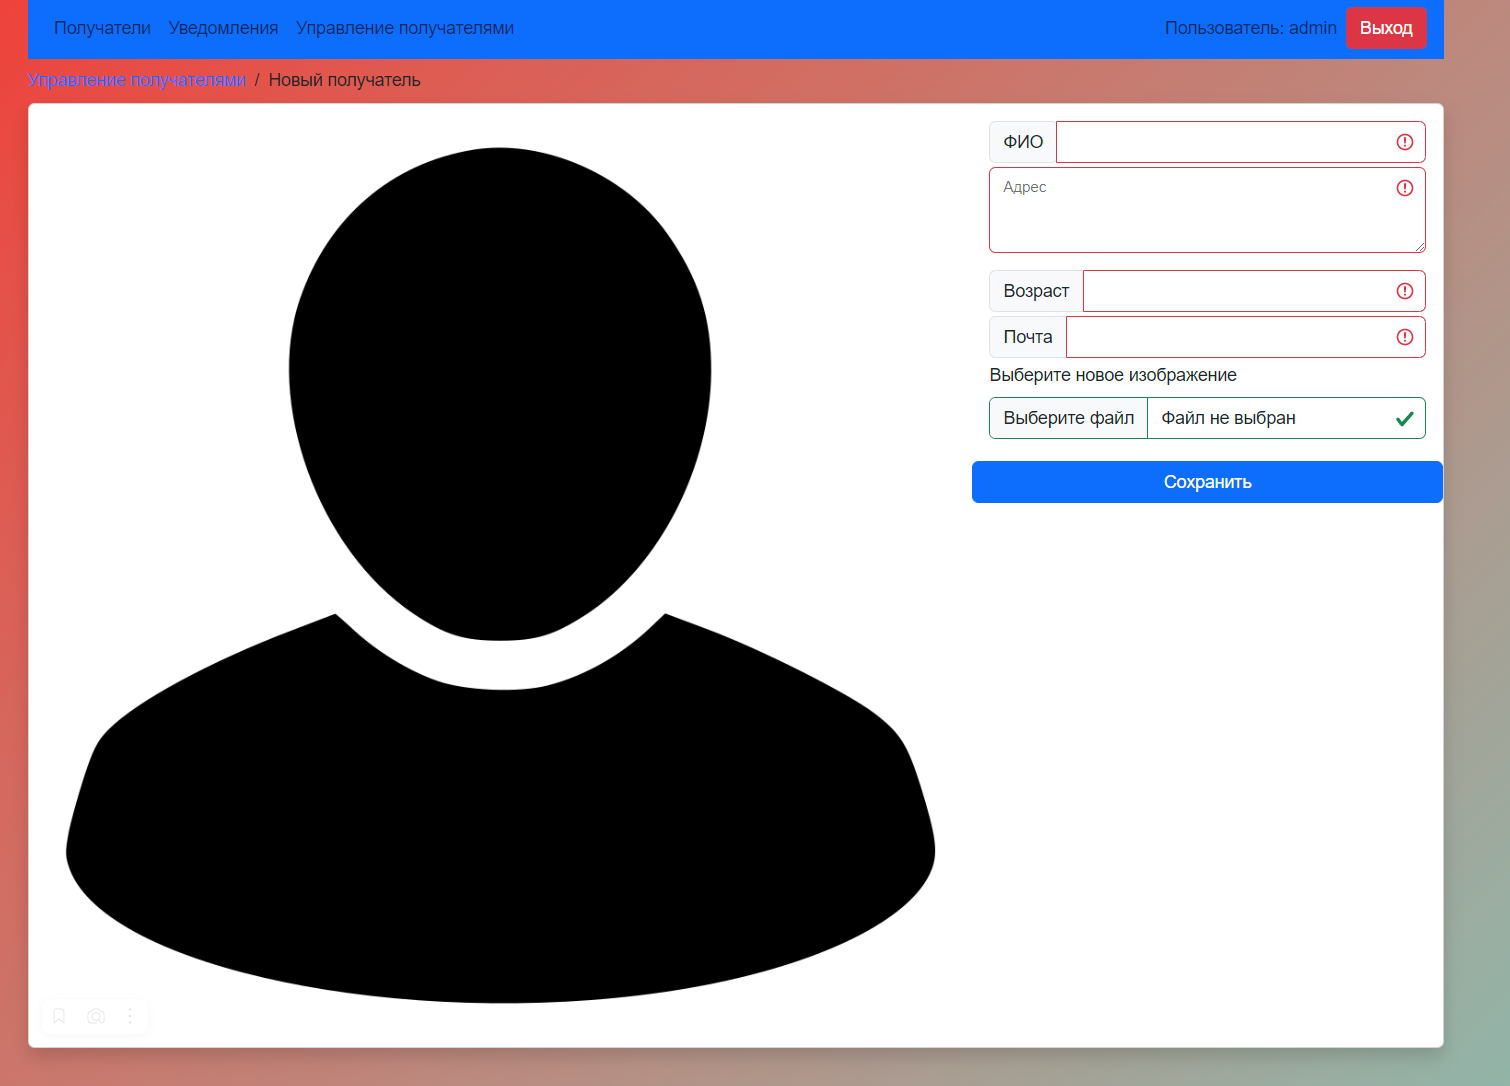 Получатели Уведомления Управление получателями Пользователь: admin Выход
Управление получателями / Новый получатель
ФИО
Адрес
Возраст
Почта
Выберите новое изображение
Выберите файл Файл не выбран
Сохранить